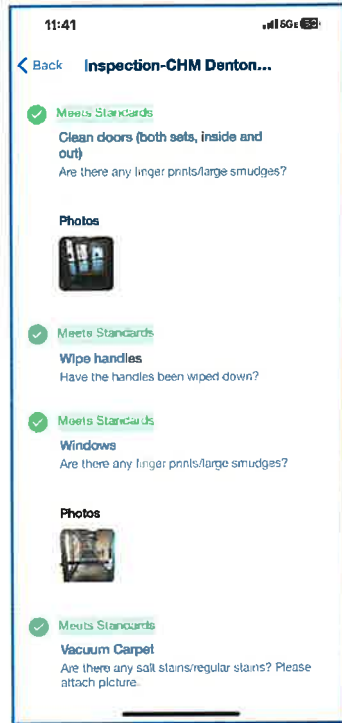 11:41
5GE
Back Inspection-CHM Denton...
Meets Standards
Clean doors (both sets, inside and
out)
Are there any finger prints/large smudges?
Photos
Meets Standards
Wipe handles
Have the handles been wiped down?
Meets Standards
Windows
Are there any finger prints/large smudges?
Photos
Meets Standards
Vacuum Carpet
Are there any salt stains/regular stains? Please
attach picture.